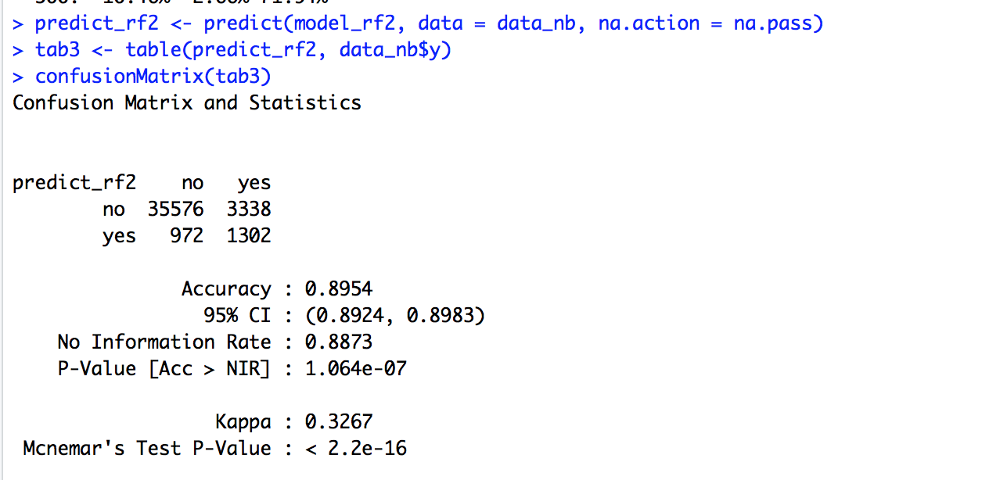 > predict_rf2 <- predict(model_rf2, data = data_nb, na.action = na.pass)
> tab3 <- table(predict_rf2, data_nb$y)
> confusionMatrix(tab3)
Confusion Matrix and Statistics
predict_rf2    no   yes
        no  35576  3338
        yes   972  1302
               Accuracy : 0.8954
                 95% CI : (0.8924, 0.8983)
    No Information Rate : 0.8873
    P-Value [Acc > NIR] : 1.064e-07
                  Kappa : 0.3267
 Mcnemar's Test P-Value : < 2.2e-16